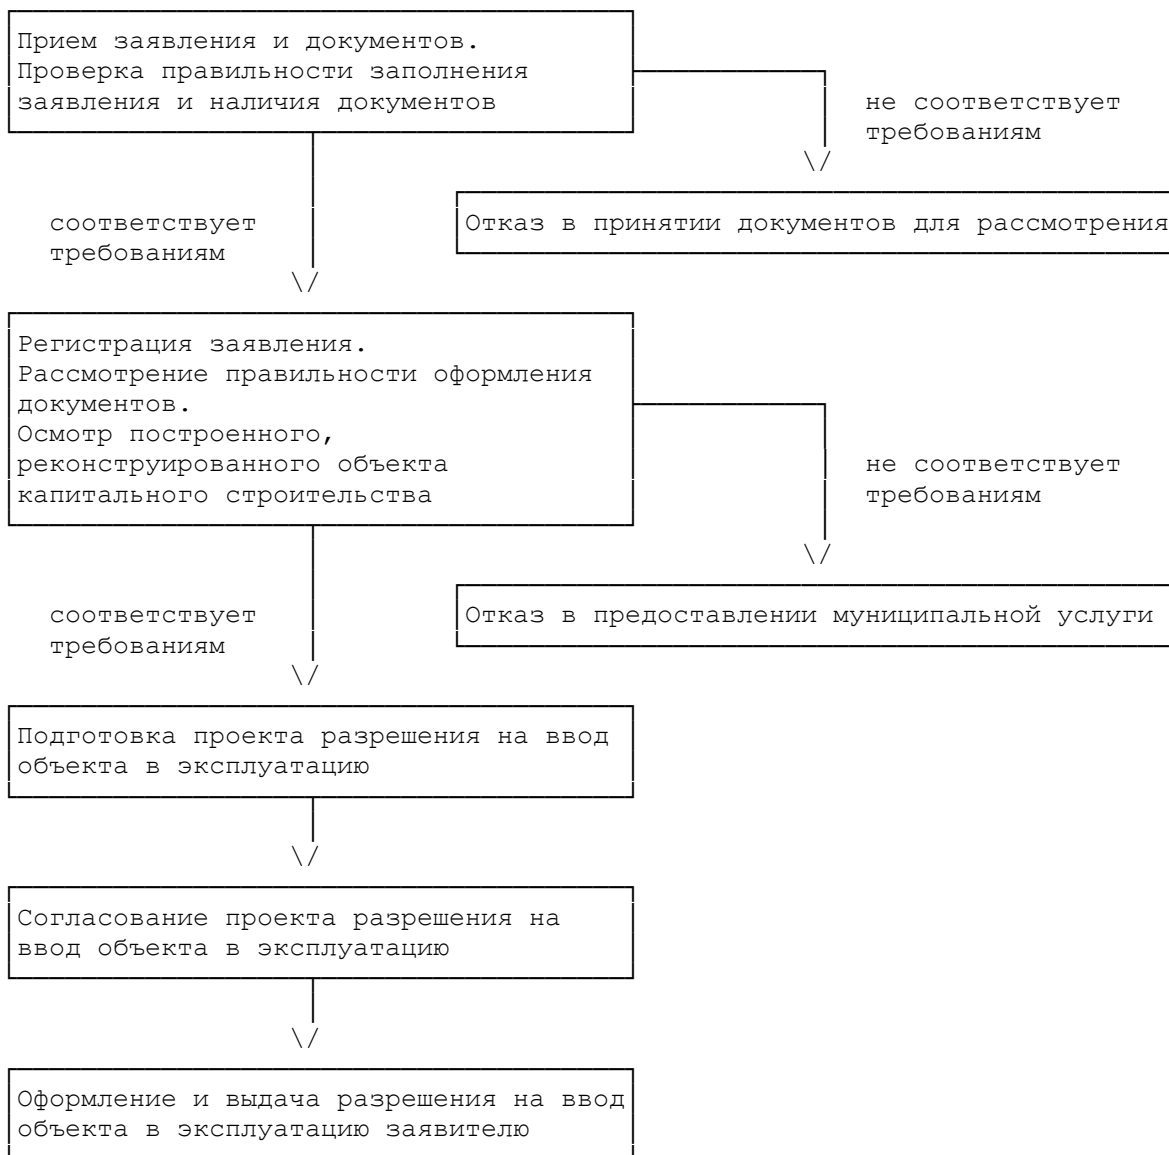 Прием заявления и документов.
Проверка правильности заполнения
заявления и наличия документов
не соответствует
требованиям
соответствует
требованиям
Отказ в принятии документов для рассмотрения
Регистрация заявления.
Рассмотрение правильности оформления
документов.
Осмотр построенного,
реконструированного объекта
капитального строительства
не соответствует
требованиям
соответствует
требованиям
Отказ в предоставлении муниципальной услуги
Подготовка проекта разрешения на ввод
объекта в эксплуатацию
Согласование проекта разрешения на
ввод объекта в эксплуатацию
Оформление и выдача разрешения на ввод
объекта в эксплуатацию заявителю